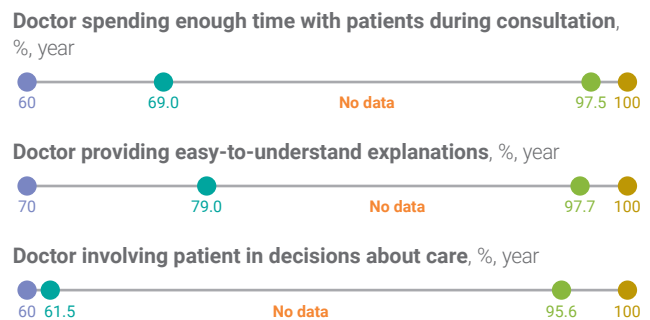 Doctor spending enough time with patients during consultation,
%, year
60 69.0 No data 97.5 100
Doctor providing easy-to-understand explanations, %, year
70 79.0 No data 97.7 100
Doctor involving patient in decisions about care, %, year
60 61.5 No data 95.6 100